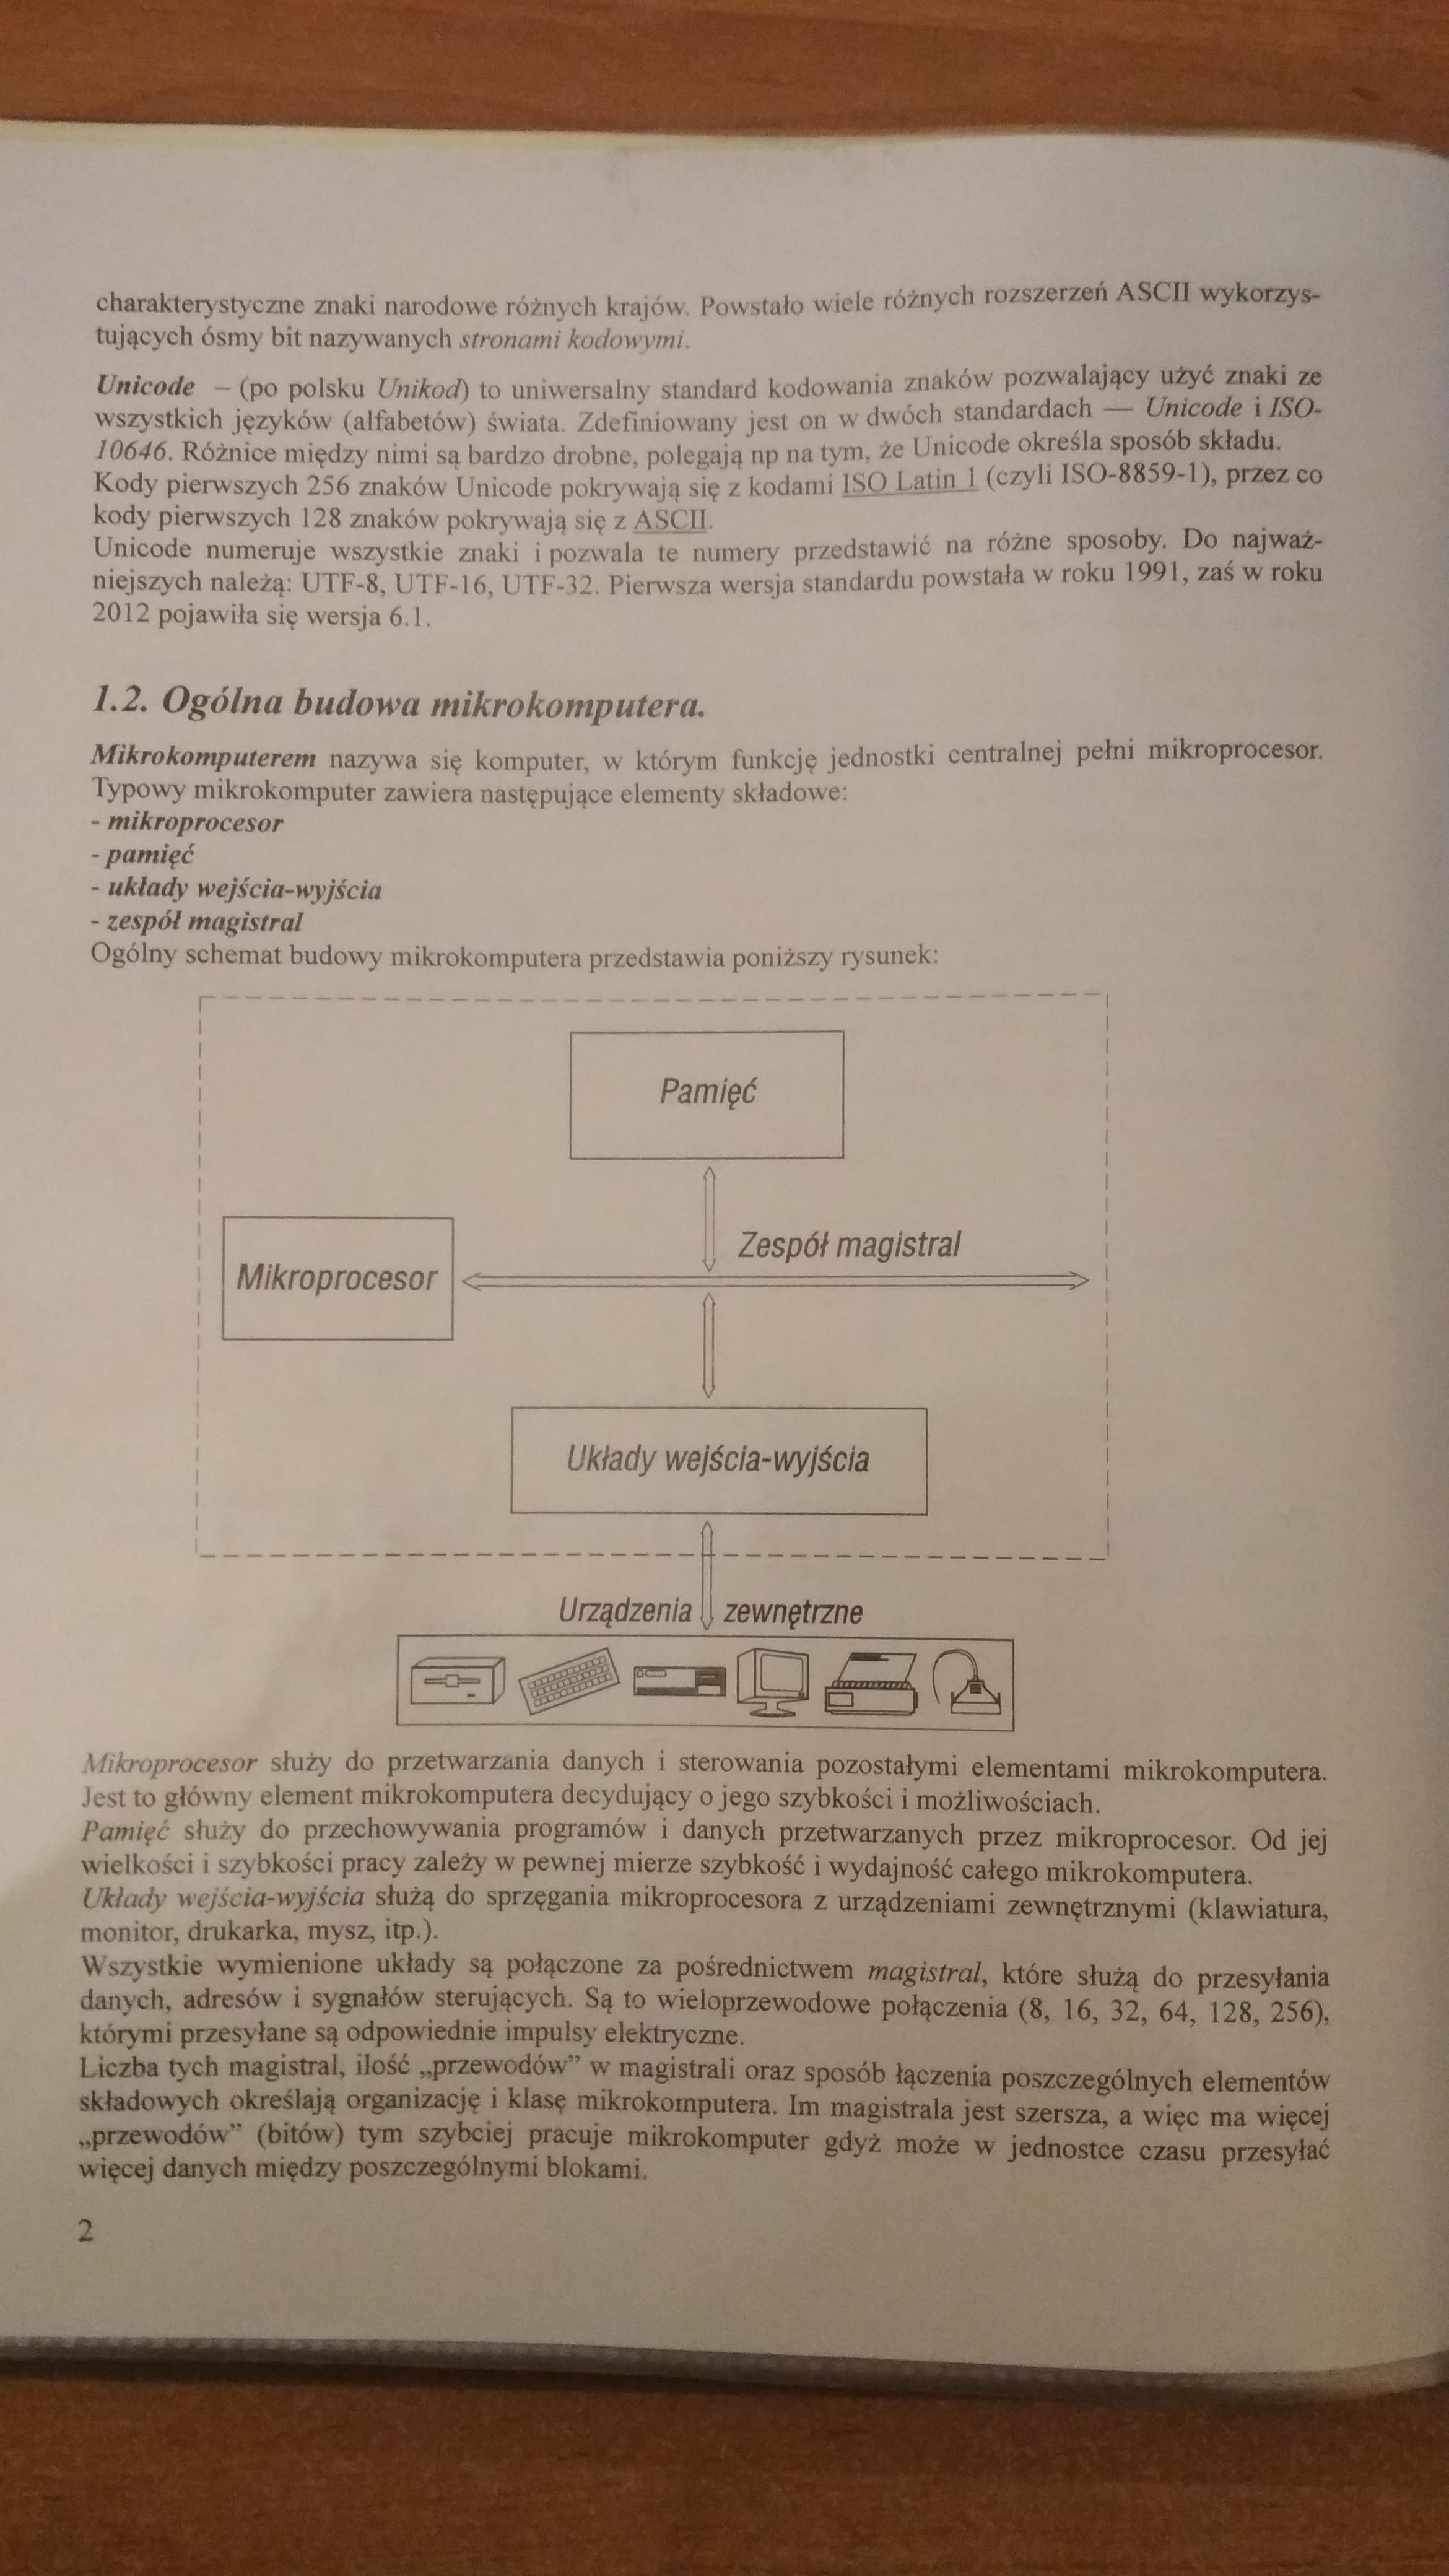 charakterystyczne znaki narodowe różnych krajów. Powstało wiele różnych rozszerzeń ASCII wykorzys-
tujących ósmy bit nazywanych stronami kodowymi.
Unicode – (po polsku Unikod) to uniwersalny standard kodowania znaków pozwalający użyć znaki ze
wszystkich języków (alfabetów) świata. Zdefiniowany jest on w dwóch standardach — Unicode i ISO-
10646. Różnice między nimi są bardzo drobne, polegają np na tym, że Unicode określa sposób składu.
Kody pierwszych 256 znaków Unicode pokrywają się z kodami ISO Latin 1 (czyli ISO-8859-1), przez co
kody pierwszych 128 znaków pokrywają się z ASCII.
Unicode numeruje wszystkie znaki i pozwala te numery przedstawić na różne sposoby. Do najważ-
niejszych należą: UTF-8, UTF-16, UTF-32. Pierwsza wersja standardu powstała w roku 1991, zaś w roku
2012 pojawiła się wersja 6.1.
1.2. Ogólna budowa mikrokomputera.
Mikrokomputerem nazywa się komputer, w którym funkcję jednostki centralnej pełni mikroprocesor.
Typowy mikrokomputer zawiera następujące elementy składowe:
- mikroprocesor
- pamięć
- układy wejścia-wyjścia
- zespół magistral
Ogólny schemat budowy mikrokomputera przedstawia poniższy rysunek:
Pamięć
Zespół magistral
Mikroprocesor
Układy wejścia-wyjścia
Urządzenia zewnętrzne
Mikroprocesor służy do przetwarzania danych i sterowania pozostałymi elementami mikrokomputera.
Jest to główny element mikrokomputera decydujący o jego szybkości i możliwościach.
Pamięć służy do przechowywania programów i danych przetwarzanych przez mikroprocesor. Od jej
wielkości i szybkości pracy zależy w pewnej mierze szybkość i wydajność całego mikrokomputera.
Układy wejścia-wyjścia służą do sprzęgania mikroprocesora z urządzeniami zewnętrznymi (klawiatura,
monitor, drukarka, mysz, itp.).
Wszystkie wymienione układy są połączone za pośrednictwem magistral, które służą do przesyłania
danych, adresów i sygnałów sterujących. Są to wieloprzewodowe połączenia (8, 16, 32, 64, 128, 256),
którymi przesyłane są odpowiednie impulsy elektryczne.
Liczba tych magistral, ilość „przewodów” w magistrali oraz sposób łączenia poszczególnych elementów
składowych określają organizację i klasę mikrokomputera. Im magistrala jest szersza, a więc ma więcej
„przewodów” (bitów) tym szybciej pracuje mikrokomputer gdyż może w jednostce czasu przesyłać
więcej danych między poszczególnymi blokami.
2